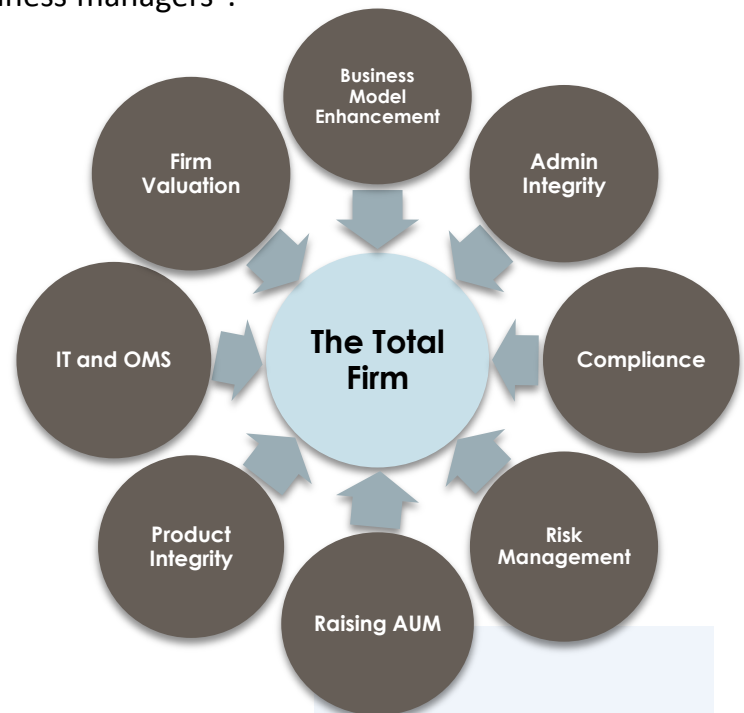 managers".
Business
Model
Enhancement
Firm
Valuation
Admin
Integrity
IT and OMS
The Total
Firm
Compliance
Product
Integrity
Risk
Management
Raising AUM